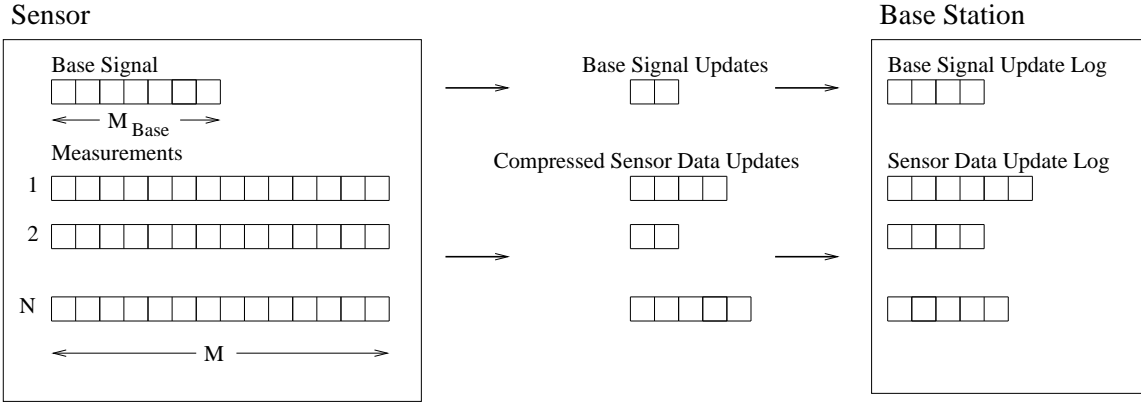 Sensor
Base Station
Base Signal
Base Signal Updates
Base Signal Update Log
M Base
Measurements
Compressed Sensor Data Updates
Sensor Data Update Log
1
2
N
M